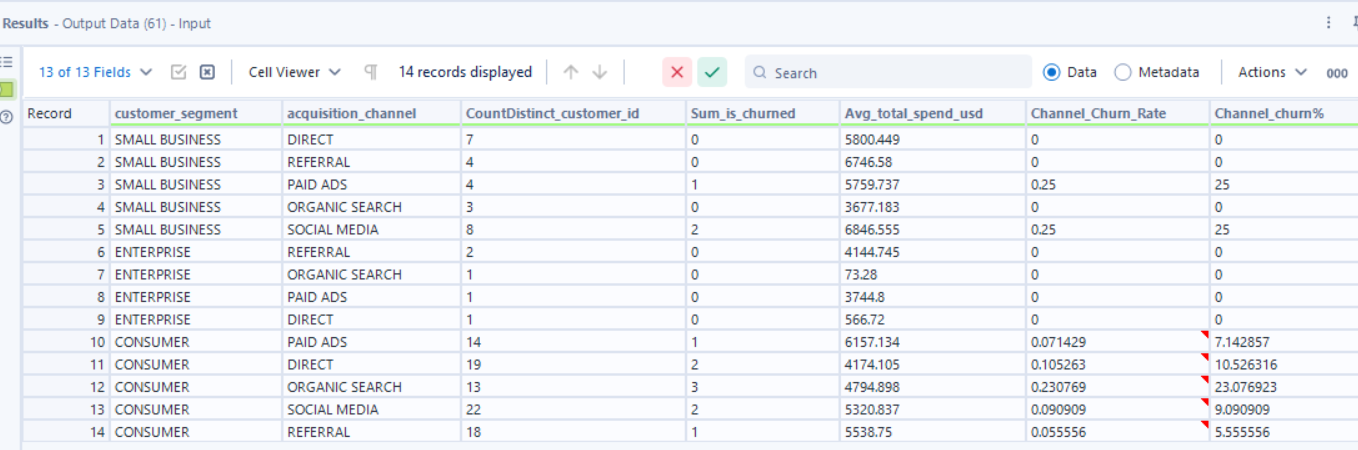 Results - Output Data (61) - Input
13 of 13 Fields Cell Viewer 14 records displayed Search Data Metadata Actions 000
Record customer_segment acquisition_channel CountDistinct_customer_id Sum_is_churned Avg_total_spend_usd Channel_Churn_Rate Channel_churn%
1 SMALL BUSINESS DIRECT 7 0 5800.449 0 0
2 SMALL BUSINESS REFERRAL 4 0 6746.58 0 0
3 SMALL BUSINESS PAID ADS 4 1 5759.737 0.25 25
4 SMALL BUSINESS ORGANIC SEARCH 3 0 3677.183 0 0
5 SMALL BUSINESS SOCIAL MEDIA 8 2 6846.555 0.25 25
6 ENTERPRISE REFERRAL 2 0 4144.745 0 0
7 ENTERPRISE ORGANIC SEARCH 1 0 73.28 0 0
8 ENTERPRISE PAID ADS 1 0 3744.8 0 0
9 ENTERPRISE DIRECT 1 0 566.72 0 0
10 CONSUMER PAID ADS 14 1 6157.134 0.071429 7.142857
11 CONSUMER DIRECT 19 2 4174.105 0.105263 10.526316
12 CONSUMER ORGANIC SEARCH 13 3 4794.898 0.230769 23.076923
13 CONSUMER SOCIAL MEDIA 22 2 5320.837 0.090909 9.090909
14 CONSUMER REFERRAL 18 1 5538.75 0.055556 5.555556